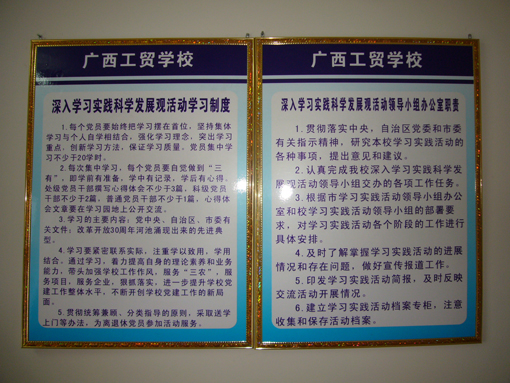 广西工贸学校
深入学习实践科学发展观活动学习制度
1.每个党员要始终把学习摆在首位，坚持集体
学习与个人自学相结合，强化学习理念，突出学习
重点，创新学习方法，保证学习质量，党员集中学
习不少于20学时。
2.每次集中学习，每个党员要自觉做到“三
有”，即学前有准备，学中有记录，学后有心得，
处级党员干部撰写心得体会不少于3篇，科级党员
干部不少于2篇，普通党员干部不少于1篇，心得体
会文章要在学习园地上公开交流。
3.学习的主要内容：党中央、自治区、市委有
关文件；改革开放30年河池涌现出来的先进典
型。
4.学习要紧密联系实际，注重学以致用，学用
结合，通过学习，着力提高自身的理论素养和业务
能力，带头加强学校工作作风，服务“三农”，服
务项目，服务企业，狠抓落实，进一步提升学校党
建工作整体水平，不断开创学校党建工作的新局
面。
5.贯彻统筹兼顾、分类指导的原则，采取送学
上门等办法，为离退休党员参加活动服务。
广西工贸学校
深入学习实践科学发展观活动领导小组办公室职责
1.贯彻落实中央，自治区党委和市委
有关指示精神，研究本校学习实践活动的
各种事项，提出意见和建议。
2.认真完成我校深入学习实践科学发
展观活动领导小组交办的各项工作任务。
3.根据市学习实践活动领导小组办公
室和校学习实践活动领导小组的部署要
求，对学习实践活动各个阶段的工作进行
具体安排。
4.及时了解掌握学习实践活动的进展
情况和存在问题，做好宣传报道工作。
5.印发学习实践活动简报，及时反映
交流活动开展情况。
6.建立学习实践活动档案专柜，注意
收集和保存活动档案。